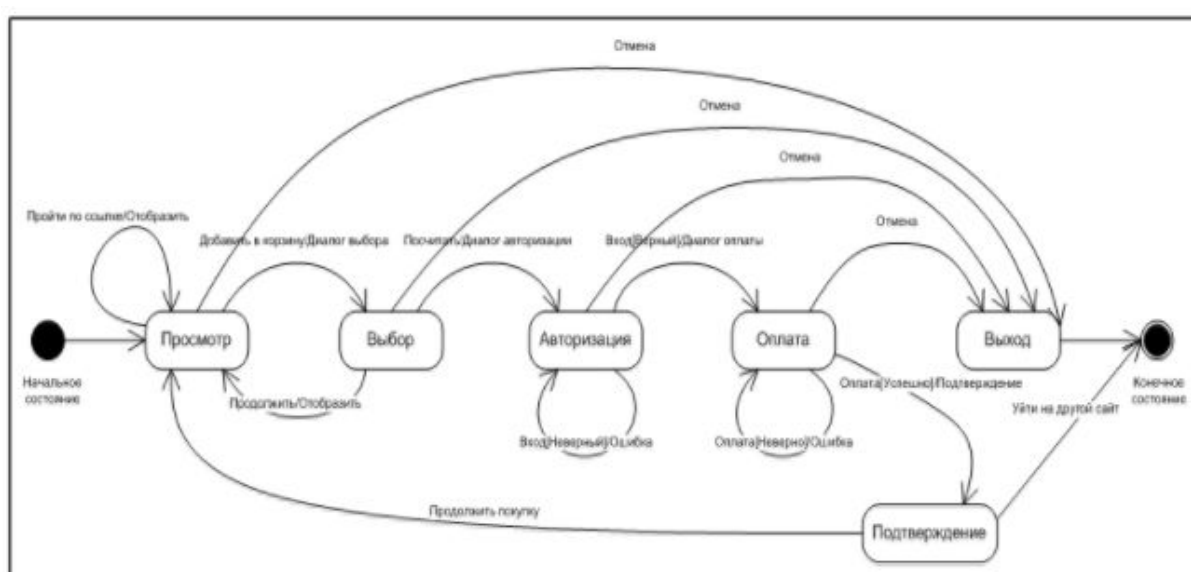 Отмена
Отмена
Отмена
Пройти по ссылке/Отобразить
Отмена
Добавить в корзину/Диалог выбора
Посчитать/Диалог авторизации
Вход[Верный]/Диалог оплаты
Просмотр
Выбор
Авторизация
Оплата
Выход
Начальное
состояние
Конечное
состояние
Оплата[Успешно]/Подтверждение
Продолжить/Отобразить
Уйти на другой сайт
Вход[Неверный]/Ошибка
Оплата[Неверно]/Ошибка
Продолжить покупку
Подтверждение